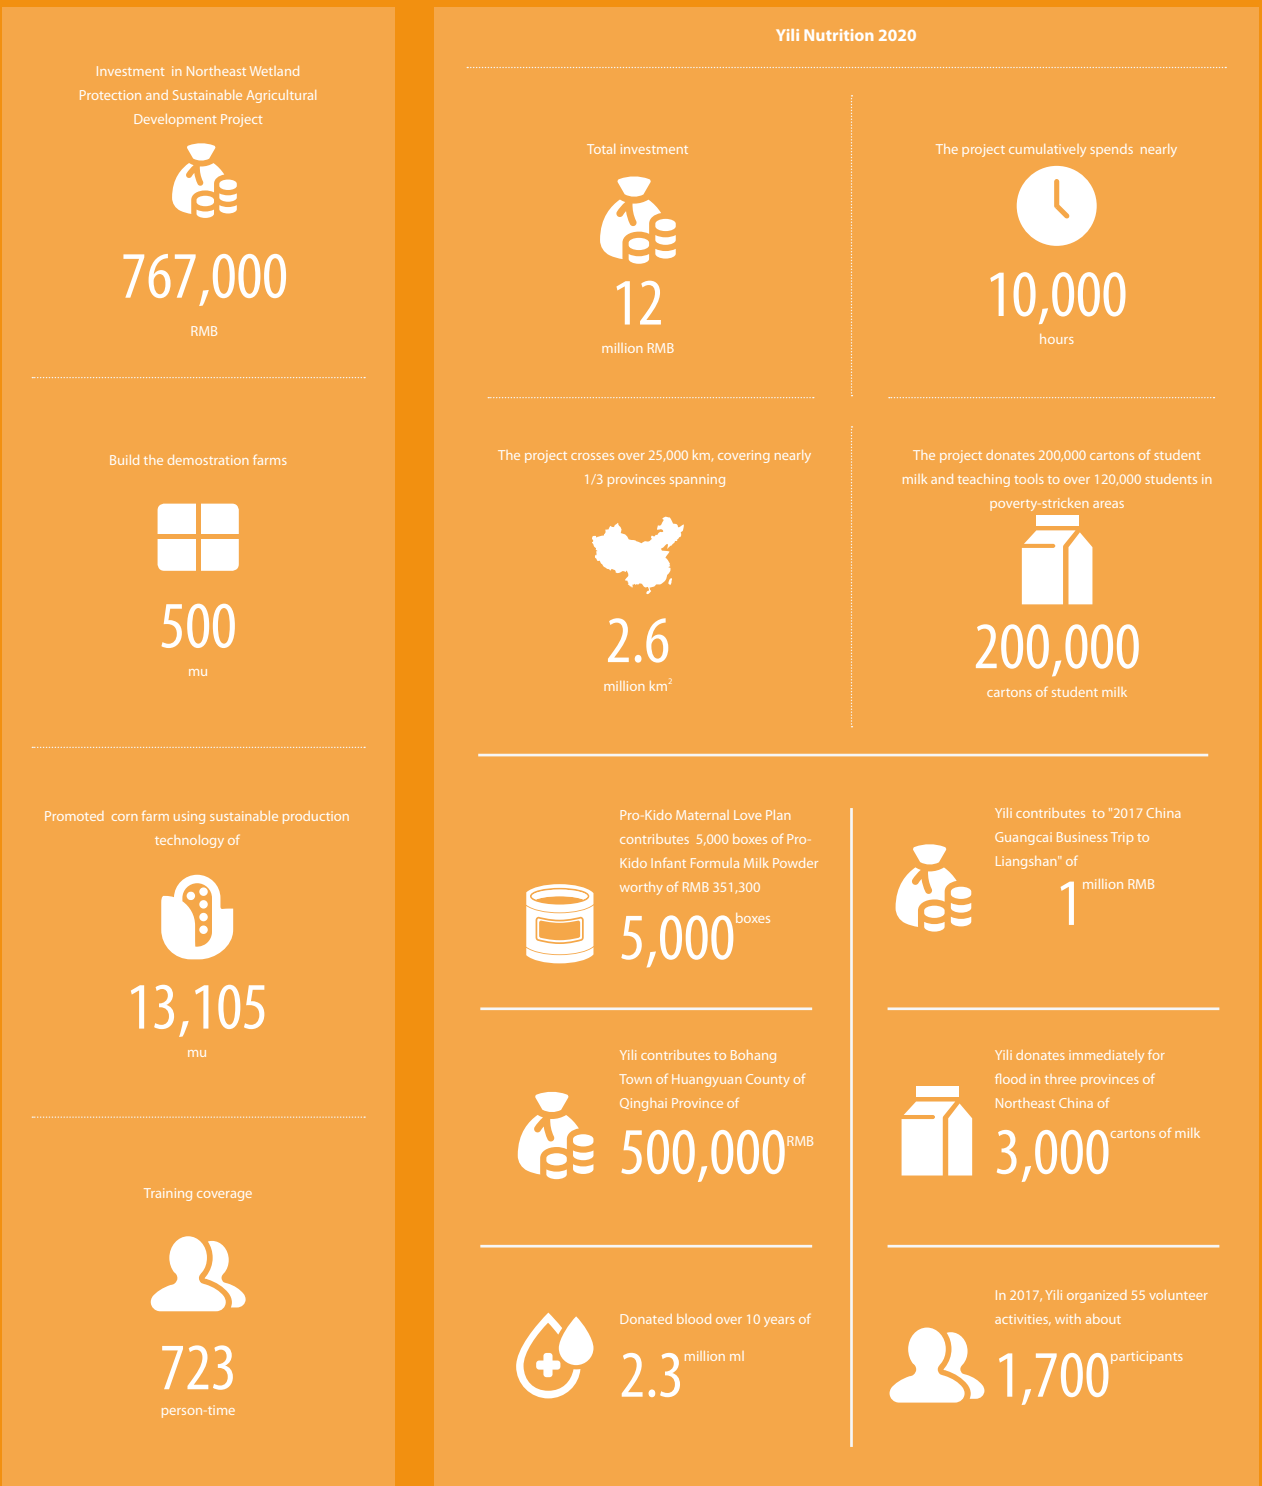 Investment in Northeast Wetland
Protection and Sustainable Agricultural
Development Project
767,000
RMB
Build the demostration farms
500
mu
Promoted corn farm using sustainable production
technology of
13,105
mu
Training coverage
723
person-time
Yili Nutrition 2020
Total investment
12
million RMB
The project cumulatively spends nearly
10,000
hours
The project crosses over 25,000 km, covering nearly
1/3 provinces spanning
2.6
million km²
The project donates 200,000 cartons of student
milk and teaching tools to over 120,000 students in
poverty-stricken areas
200,000
cartons of student milk
Pro-Kido Maternal Love Plan
contributes 5,000 boxes of Pro-
Kido Infant Formula Milk Powder
worthy of RMB 351,300
5,000 boxes
Yili contributes to "2017 China
Guangcai Business Trip to
Liangshan" of
1 million RMB
Yili contributes to Bohang
Town of Huangyuan County of
Qinghai Province of
500,000 RMB
Yili donates immediately for
flood in three provinces of
Northeast China of
3,000 cartons of milk
Donated blood over 10 years of
2.3 million ml
In 2017, Yili organized 55 volunteer
activities, with about
1,700 participants